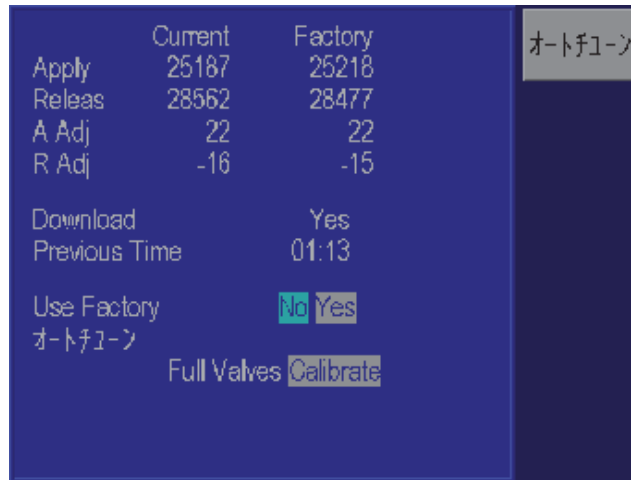 Current Factory
Apply 25187 25218
Releas 28562 28477
A Adj 22 22
R Adj -16 -15
Download Yes
Previous Time 01:13
Use Factory No Yes
オートチューン
Full Valves Calibrate
オートチューン